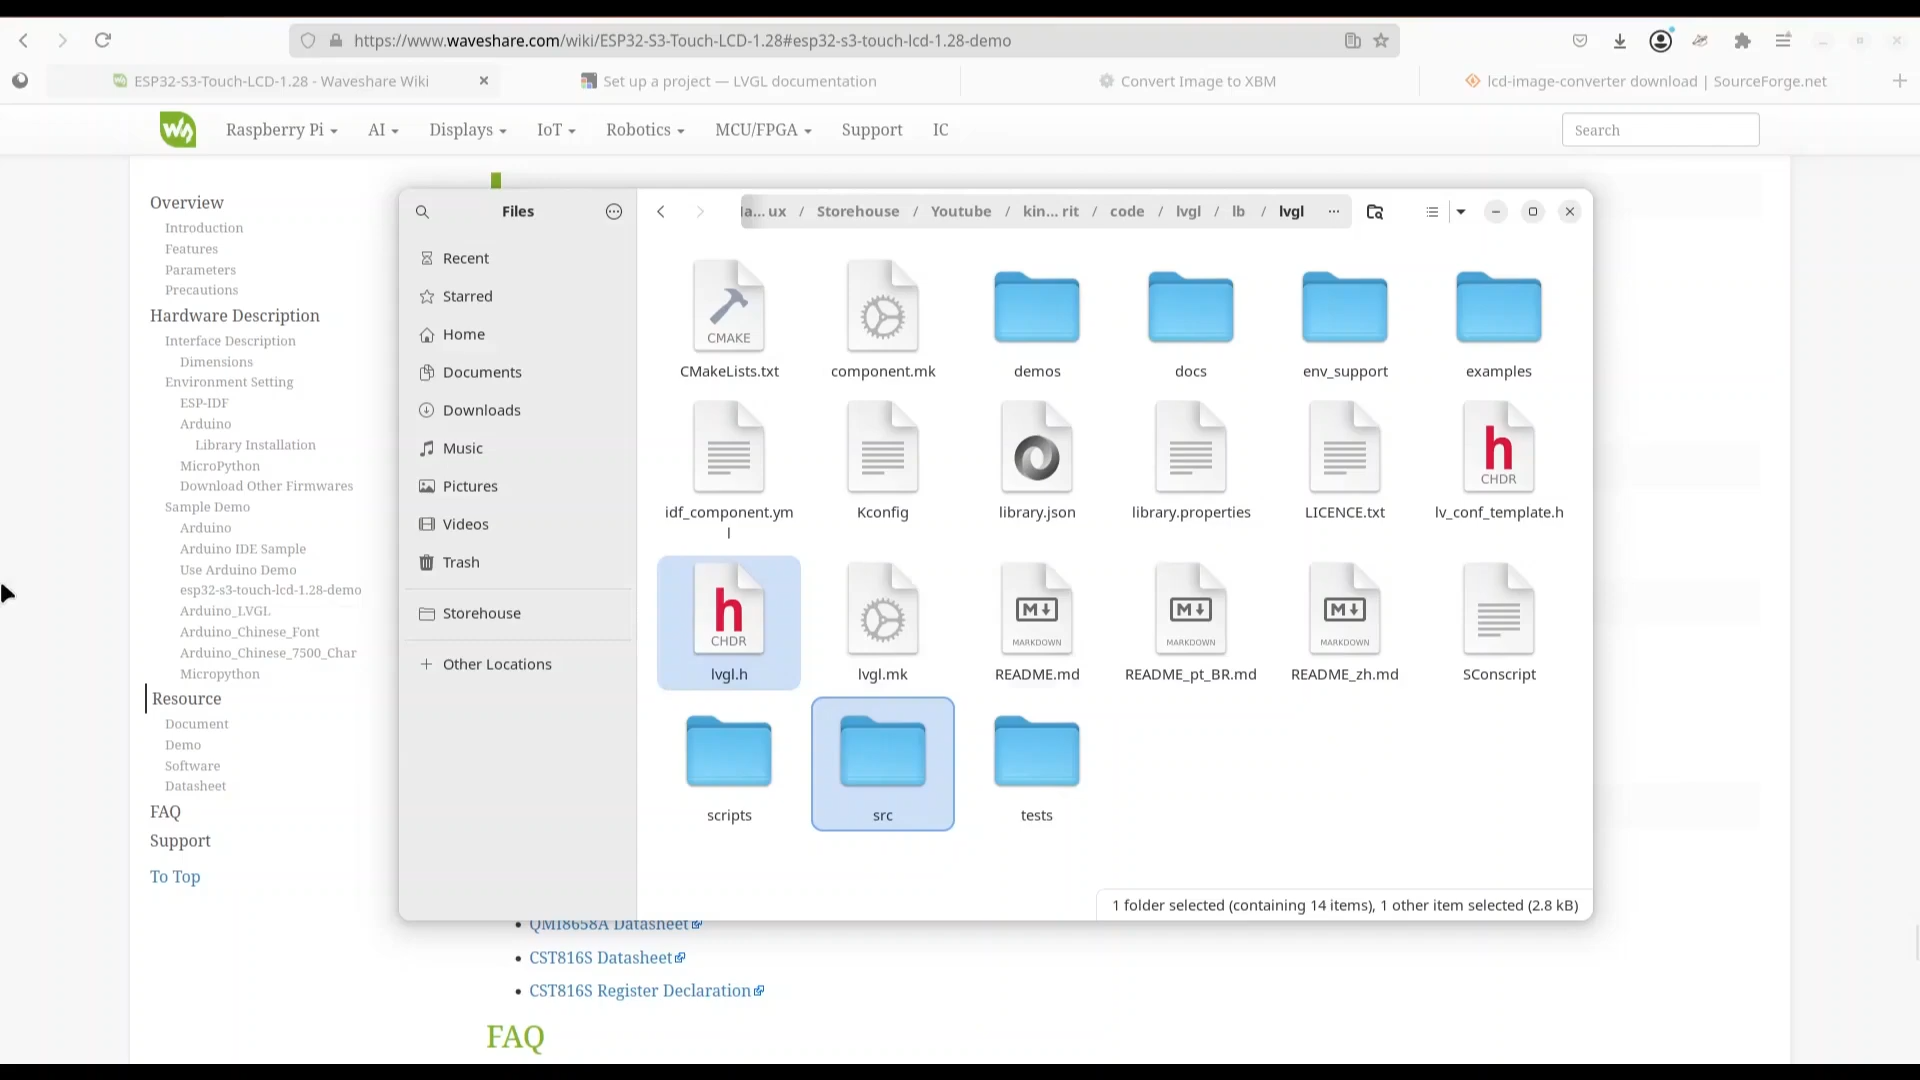 https://www.waveshare.com/wiki/ESP32-S3-Touch-LCD-1.28#esp32-s3-touch-lcd-1.28-demo
ESP32-S3-Touch-LCD-1.28 - Waveshare Wiki
Set up a project — LVGL documentation
Convert Image to XBM
lcd-image-converter download | SourceForge.net
Raspberry Pi
AI
Displays
IoT
Robotics
MCU/FPGA
Support
IC
Search
Overview
Introduction
Features
Parameters
Precautions
Hardware Description
Interface Description
Dimensions
Environment Setting
ESP-IDF
Arduino
Library Installation
MicroPython
Download Other Firmwares
Sample Demo
Arduino
Arduino IDE Sample
Use Arduino Demo
esp32-s3-touch-lcd-1.28-demo
Arduino_LVGL
Arduino_Chinese_Font
Arduino_Chinese_7500_Char
Micropython
Resource
Document
Demo
Software
Datasheet
FAQ
Support
To Top
Files
Recent
Starred
Home
Documents
Downloads
Music
Pictures
Videos
Trash
Storehouse
Other Locations
la...ux / Storehouse / Youtube / kin... rit / code / lvgl / lb / lvgl
CMAKE
CMakeLists.txt
component.mk
demos
docs
env_support
examples
idf_component.ym
l
Kconfig
library.json
library.properties
LICENCE.txt
h
CHDR
lv_conf_template.h
h
CHDR
lvgl.h
lvgl.mk
M
MARKDOWN
README.md
M
MARKDOWN
README_pt_BR.md
M
MARKDOWN
README_zh.md
SConscript
scripts
src
tests
1 folder selected (containing 14 items), 1 other item selected (2.8 kB)
QMI8658A Datasheet
CST816S Datasheet
CST816S Register Declaration
FAQ